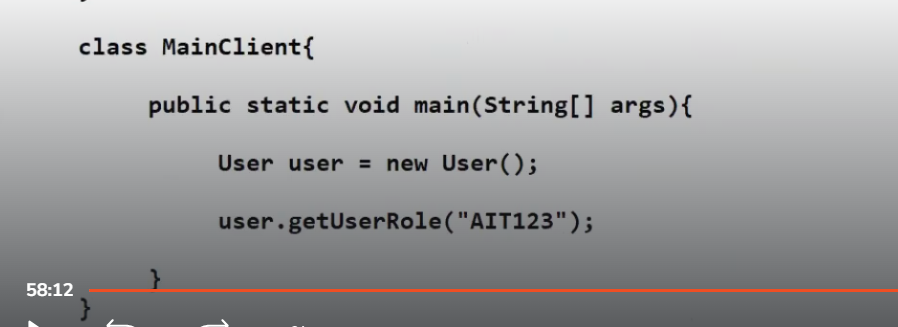 class MainClient{
public static void main(String[] args){
User user = new User();
user.getUserRole("AIT123");
}
58:12
}